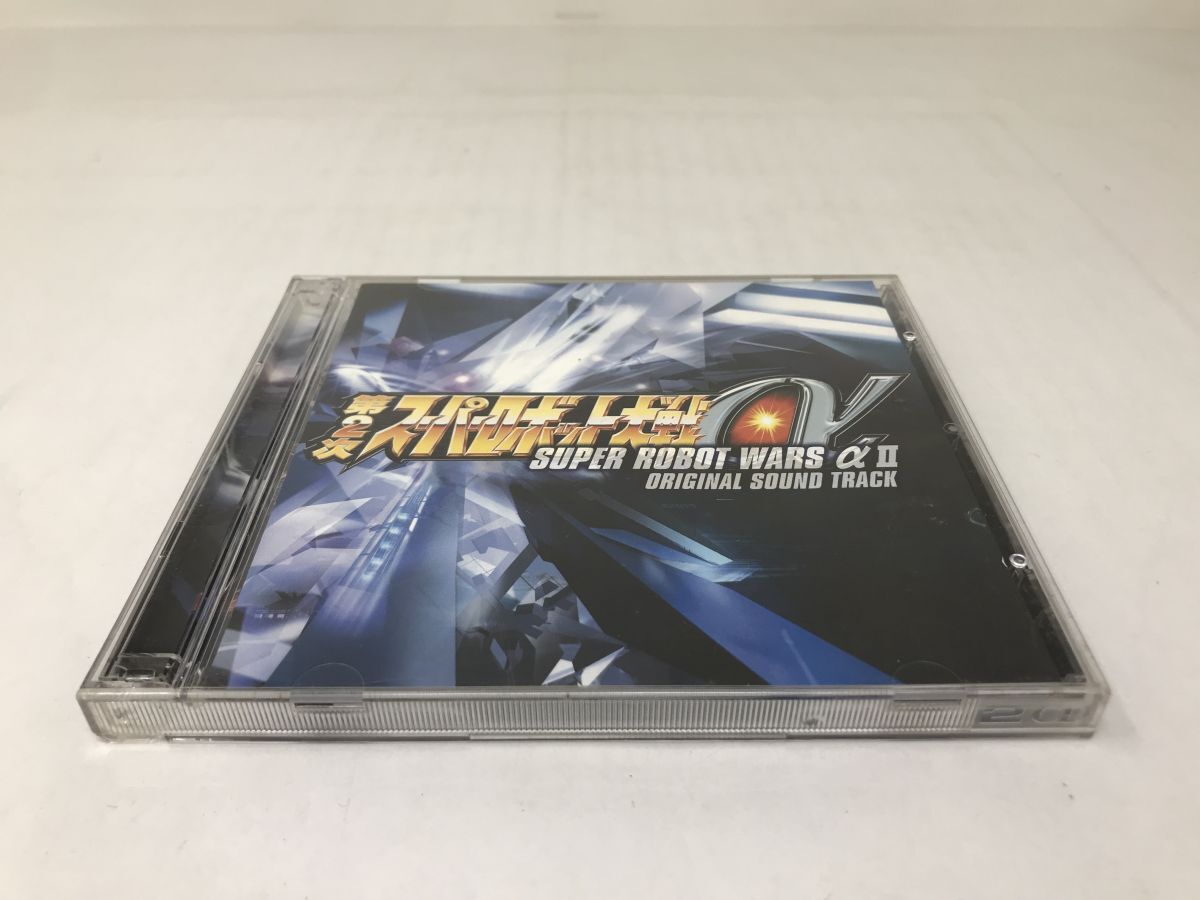 第2次
スーパーロボット大戦α
SUPER ROBOT WARS α II
ORIGINAL SOUND TRACK